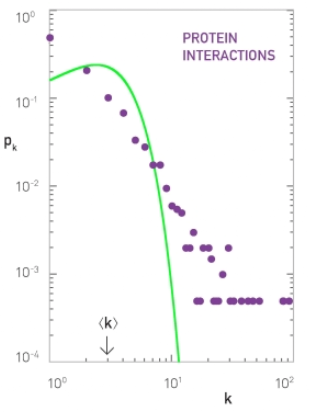 10⁰
PROTEIN
INTERACTIONS
10⁻¹
pₖ
10⁻²
10⁻³
⟨k⟩
10⁻⁴
10⁰ 10¹ 10²
k